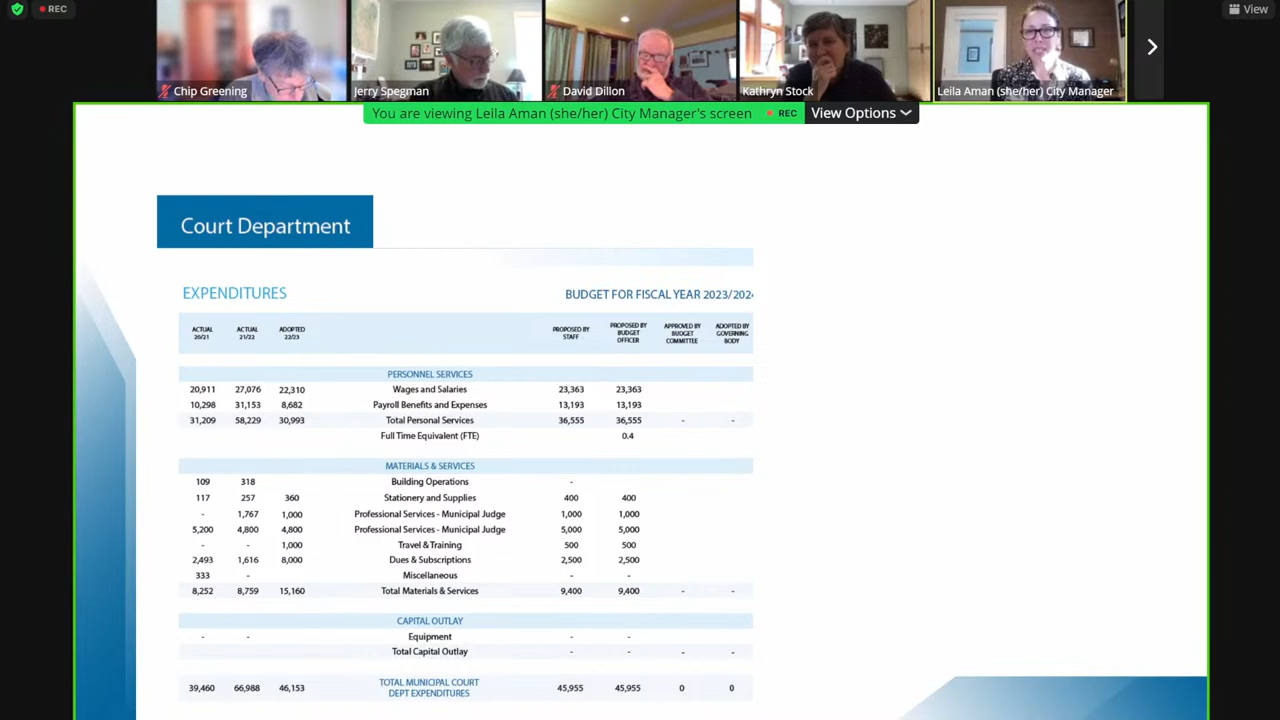 REC
View
Chip Greening
Jerry Spegman
David Dillon
Kathryn Stock
Leila Aman (she/her) City Manager
You are viewing Leila Aman (she/her) City Manager's screen
REC
View Options
Court Department
EXPENDITURES
BUDGET FOR FISCAL YEAR 2023/202
ACTUAL 20/21 ACTUAL 21/22 ADOPTED 22/23 PROPOSED BY STAFF PROPOSED BY BUDGET OFFICER APPROVED BY BUDGET COMMITTEE ADOPTED BY GOVERNING BODY
PERSONNEL SERVICES
20,911 27,076 22,310 Wages and Salaries 23,363 23,363
10,298 31,153 8,682 Payroll Benefits and Expenses 13,193 13,193
31,209 58,229 30,993 Total Personal Services 36,555 36,555 - -
Full Time Equivalent (FTE) 0.4
MATERIALS & SERVICES
109 318 Building Operations -
117 257 360 Stationery and Supplies 400 400
- 1,767 1,000 Professional Services - Municipal Judge 1,000 1,000
5,200 4,800 4,800 Professional Services - Municipal Judge 5,000 5,000
- - 1,000 Travel & Training 500 500
2,493 1,616 8,000 Dues & Subscriptions 2,500 2,500
333 - Miscellaneous - -
8,252 8,759 15,160 Total Materials & Services 9,400 9,400 - -
CAPITAL OUTLAY
- - Equipment - -
Total Capital Outlay - - - -
39,460 66,988 46,153 TOTAL MUNICIPAL COURT DEPT EXPENDITURES 45,955 45,955 0 0